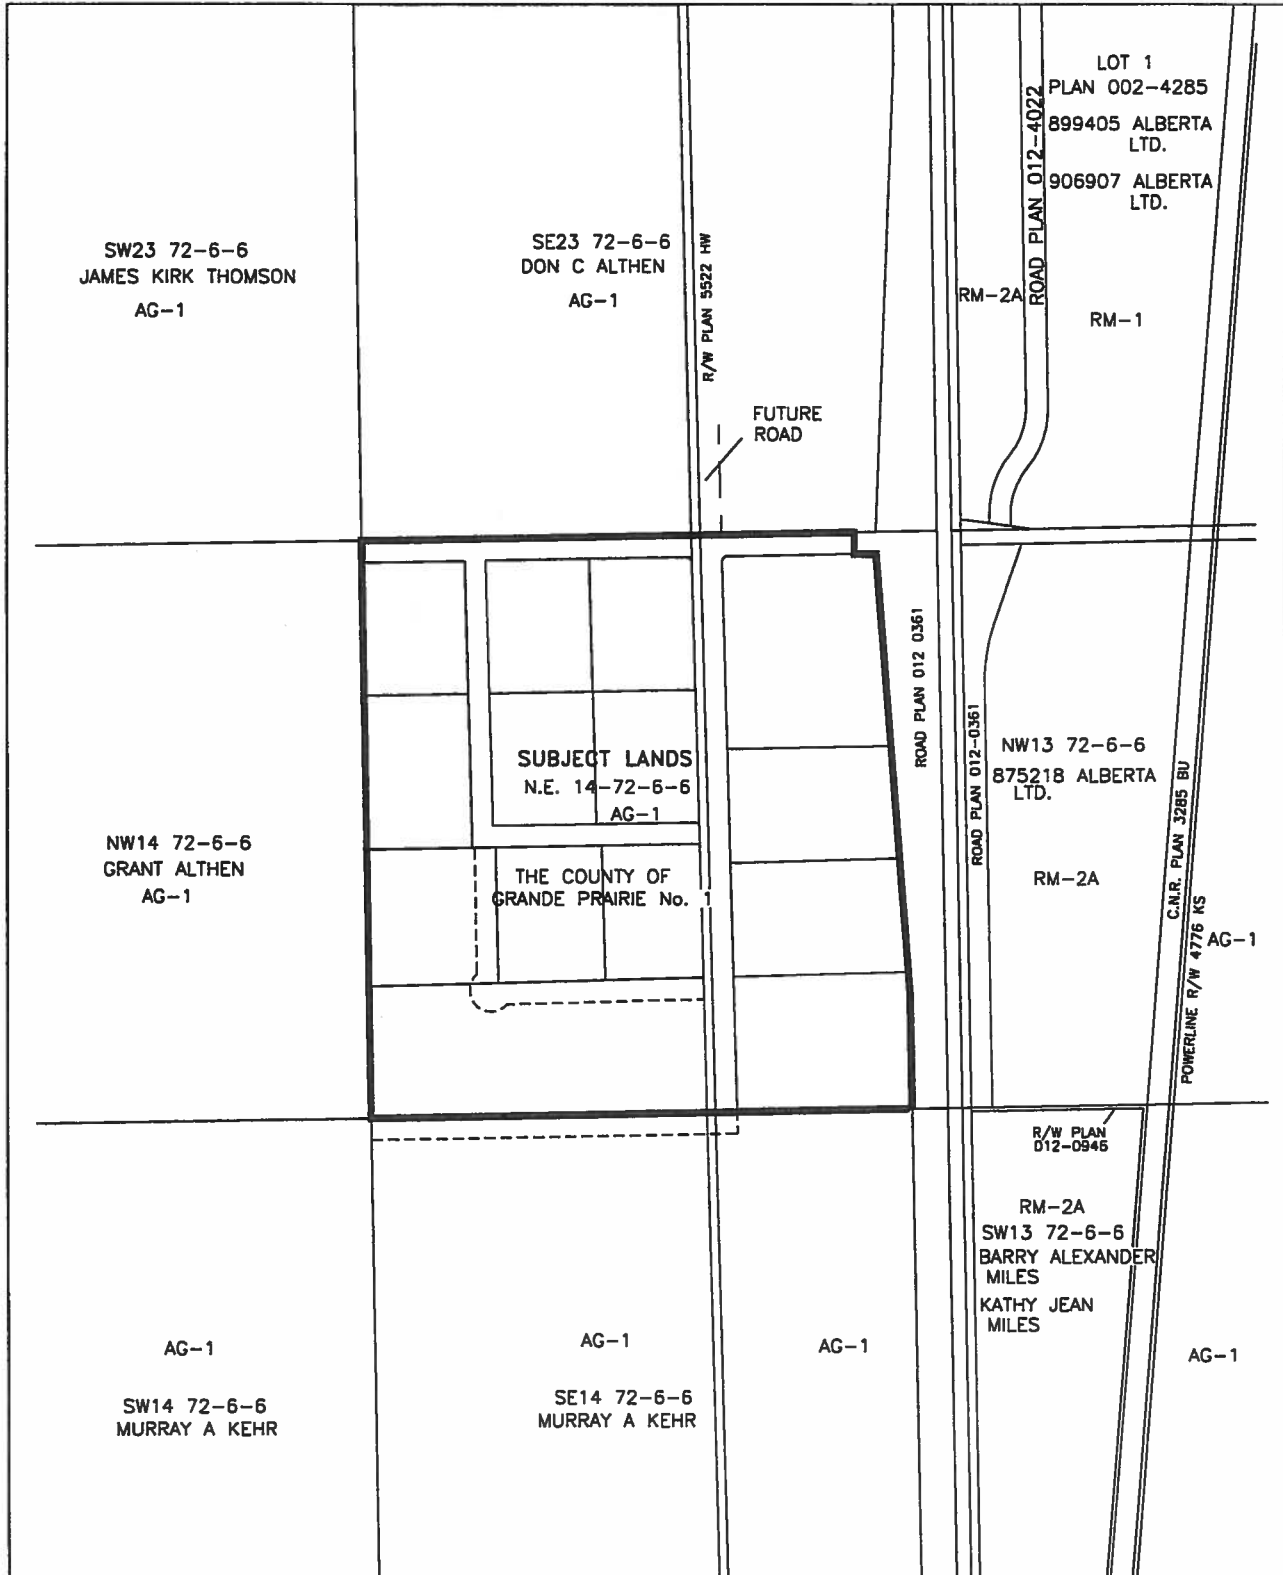 LOT 1
PLAN 002-4285
899405 ALBERTA
LTD.
906907 ALBERTA
LTD.
ROAD PLAN 012-4022
SW23 72-6-6
JAMES KIRK THOMSON
AG-1
SE23 72-6-6
DON C ALTHEN
AG-1
R/W PLAN 5522 HW
RM-2A
RM-1
FUTURE
ROAD
SUBJECT LANDS
N.E. 14-72-6-6
AG-1
THE COUNTY OF
GRANDE PRAIRIE No. 1
ROAD PLAN 012 0361
ROAD PLAN 012-0361
NW13 72-6-6
875218 ALBERTA
LTD.
RM-2A
C.N.R. PLAN 3285 BU
POWERLINE R/W 4776 KS
AG-1
NW14 72-6-6
GRANT ALTHEN
AG-1
R/W PLAN
012-0946
RM-2A
SW13 72-6-6
BARRY ALEXANDER
MILES
KATHY JEAN
MILES
AG-1
SW14 72-6-6
MURRAY A KEHR
AG-1
SE14 72-6-6
MURRAY A KEHR
AG-1
AG-1